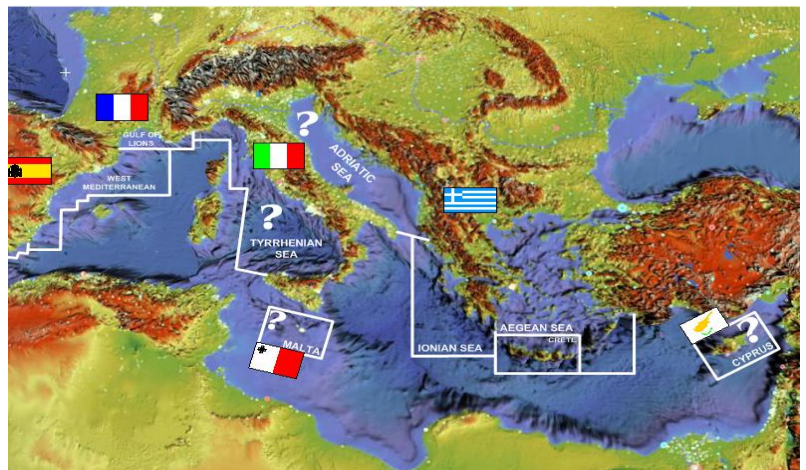 GULF OF
LIONS
WEST
MEDITERRANEAN
?
ADRIATIC
SEA
?
TYRRHENIAN
SEA
?
MALTA
IONIAN SEA
AEGEAN SEA
CRETE
?
CYPRUS